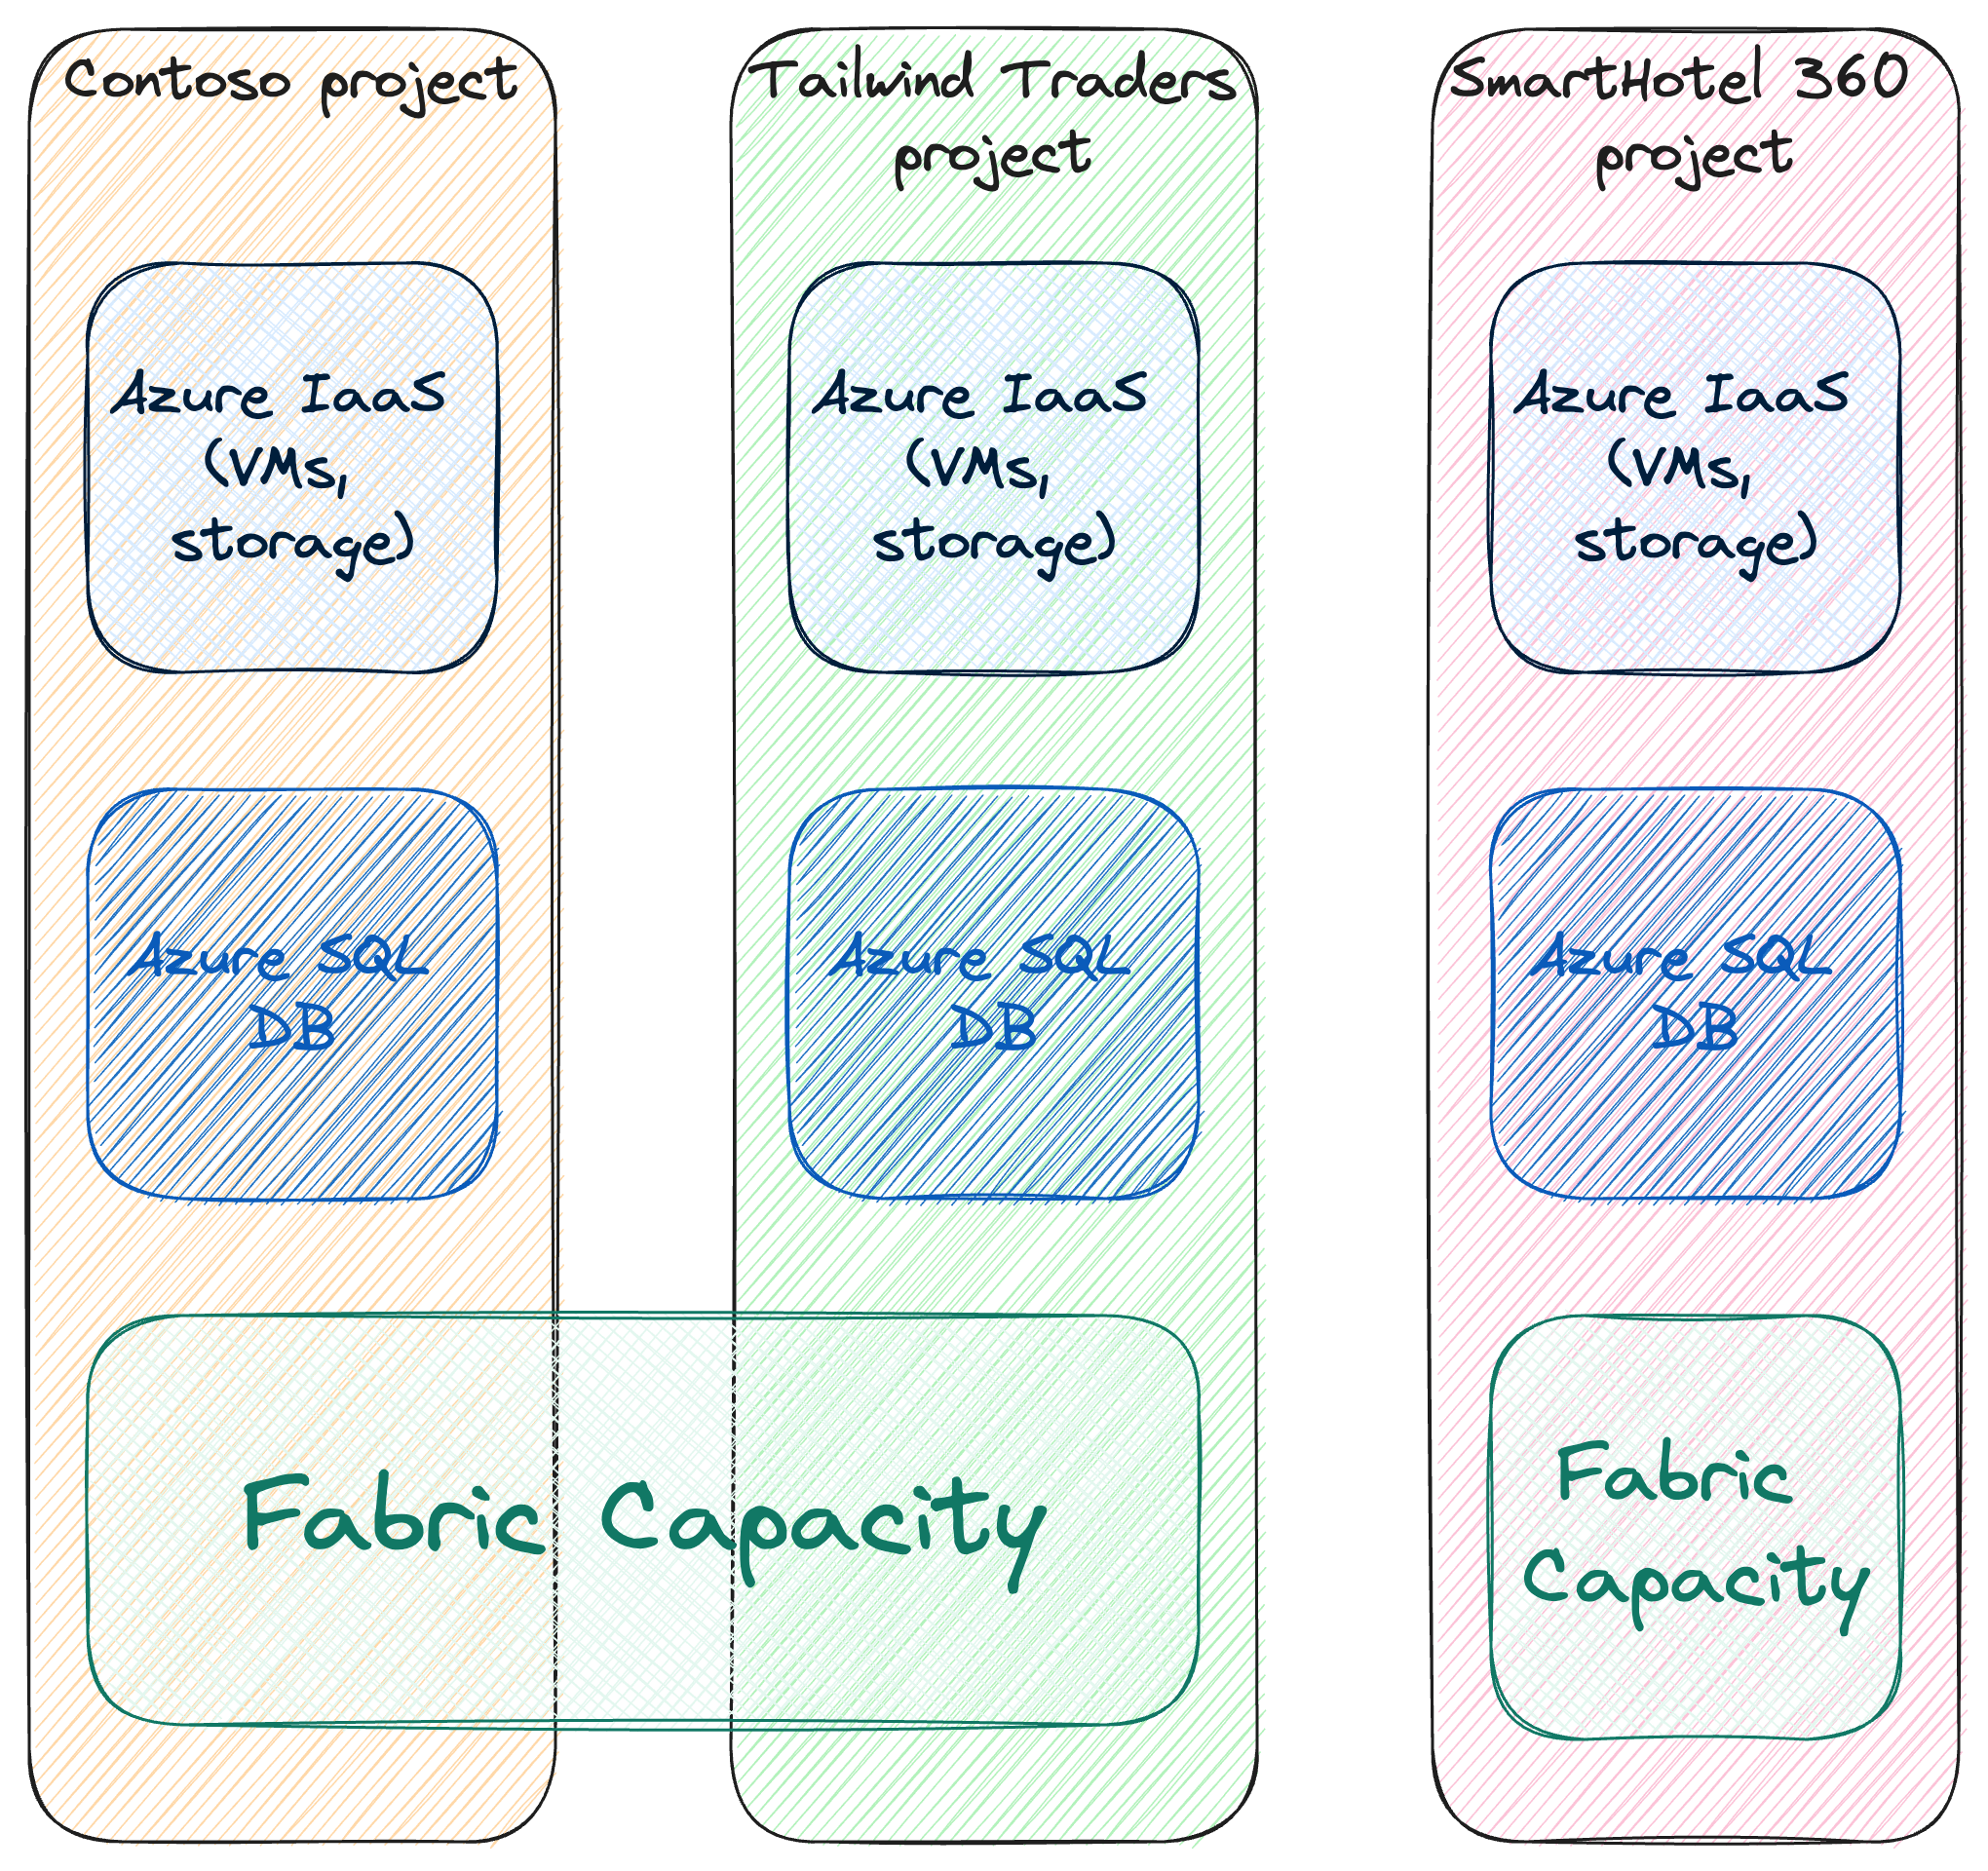 Contoso project
Tailwind Traders
project
SmartHotel 360
project
Azure IaaS
(VMs,
storage)
Azure IaaS
(VMs,
storage)
Azure IaaS
(VMs,
storage)
Azure SQL
DB
Azure SQL
DB
Azure SQL
DB
Fabric Capacity
Fabric
Capacity